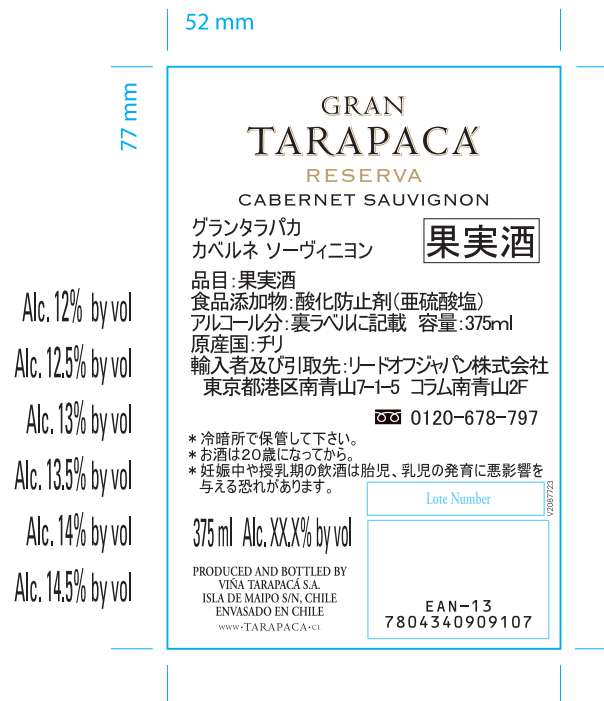 52 mm
77 mm
GRAN
TARAPACÁ
RESERVA
CABERNET SAUVIGNON
グランタラパカ
カベルネ ソーヴィニヨン
果実酒
品目:果実酒
食品添加物:酸化防止剤(亜硫酸塩)
アルコール分:裏ラベルに記載 容量:375ml
原産国:チリ
輸入者及び引取先:リードオフジャパン株式会社
東京都港区南青山7-1-5 コラム南青山2F
0120-678-797
*冷暗所で保管して下さい。
*お酒は20歳になってから。
*妊娠中や授乳期の飲酒は胎児、乳児の発育に悪影響を
与える恐れがあります。
Lote Number
V2087723
375 ml Alc. XX.X% by vol
PRODUCED AND BOTTLED BY
VIÑA TARAPACÁ S.A.
ISLA DE MAIPO S/N, CHILE
ENVASADO EN CHILE
WWW•TARAPACA•CL
EAN-13
7804340909107
Alc. 12% by vol
Alc. 12.5% by vol
Alc. 13% by vol
Alc. 13.5% by vol
Alc. 14% by vol
Alc. 14.5% by vol